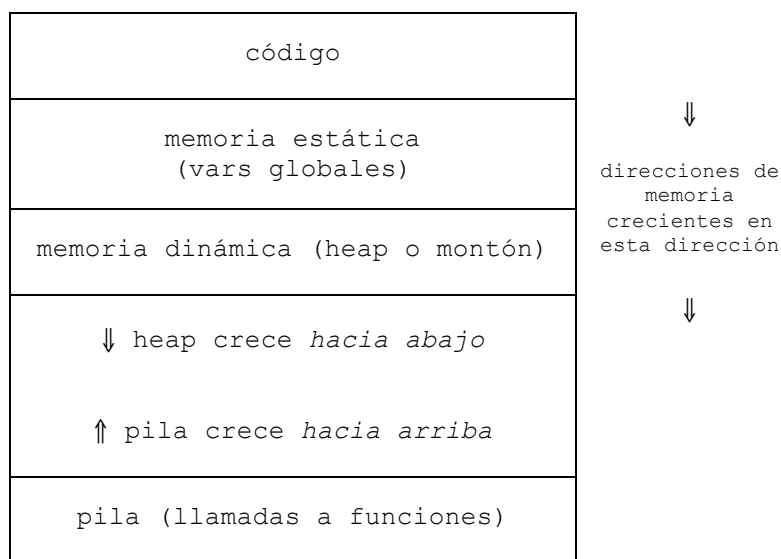 código
memoria estática
(vars globales)
memoria dinámica (heap o montón)
⇓ heap crece hacia abajo
⇑ pila crece hacia arriba
pila (llamadas a funciones)
⇓
direcciones de
memoria
crecientes en
esta dirección
⇓